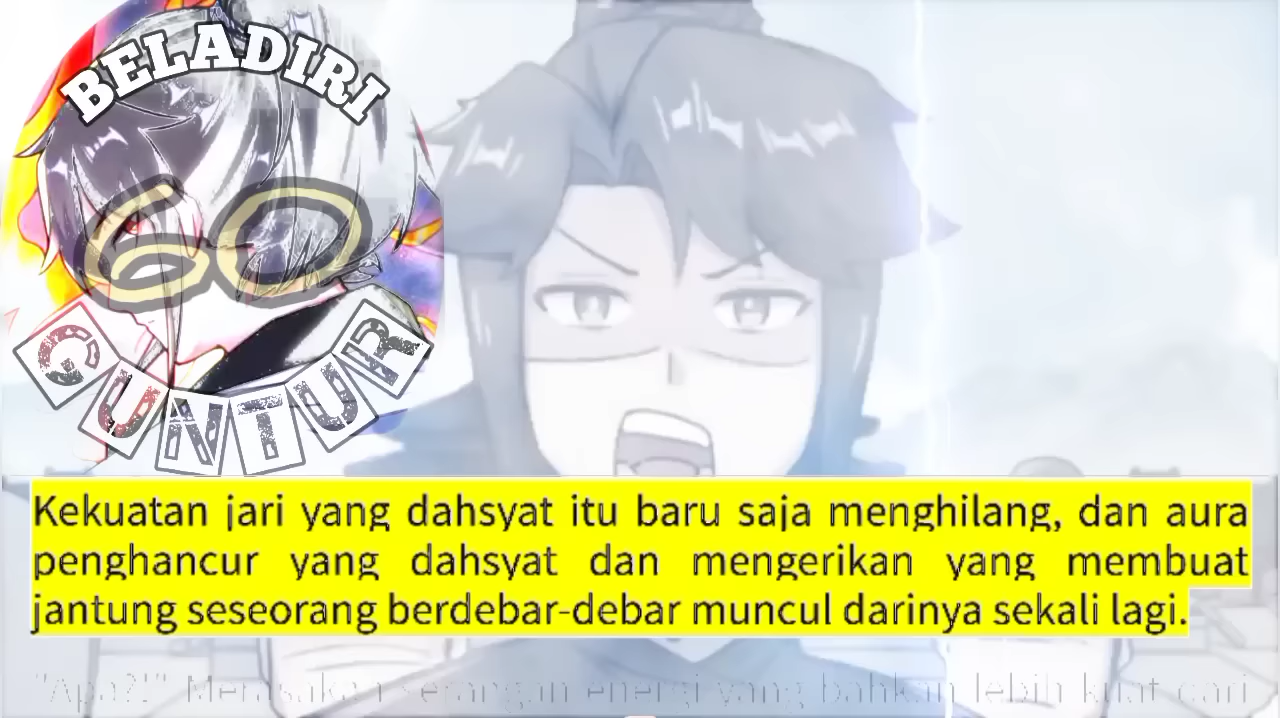 BELADIRI
60
GUNTUR
Kekuatan jari yang dahsyat itu baru saja menghilang, dan aura
penghancur yang dahsyat dan mengerikan yang membuat
jantung seseorang berdebar-debar muncul darinya sekali lagi.
"Apa?!" Merasakan serangan energi yang bahkan lebih kuat dari